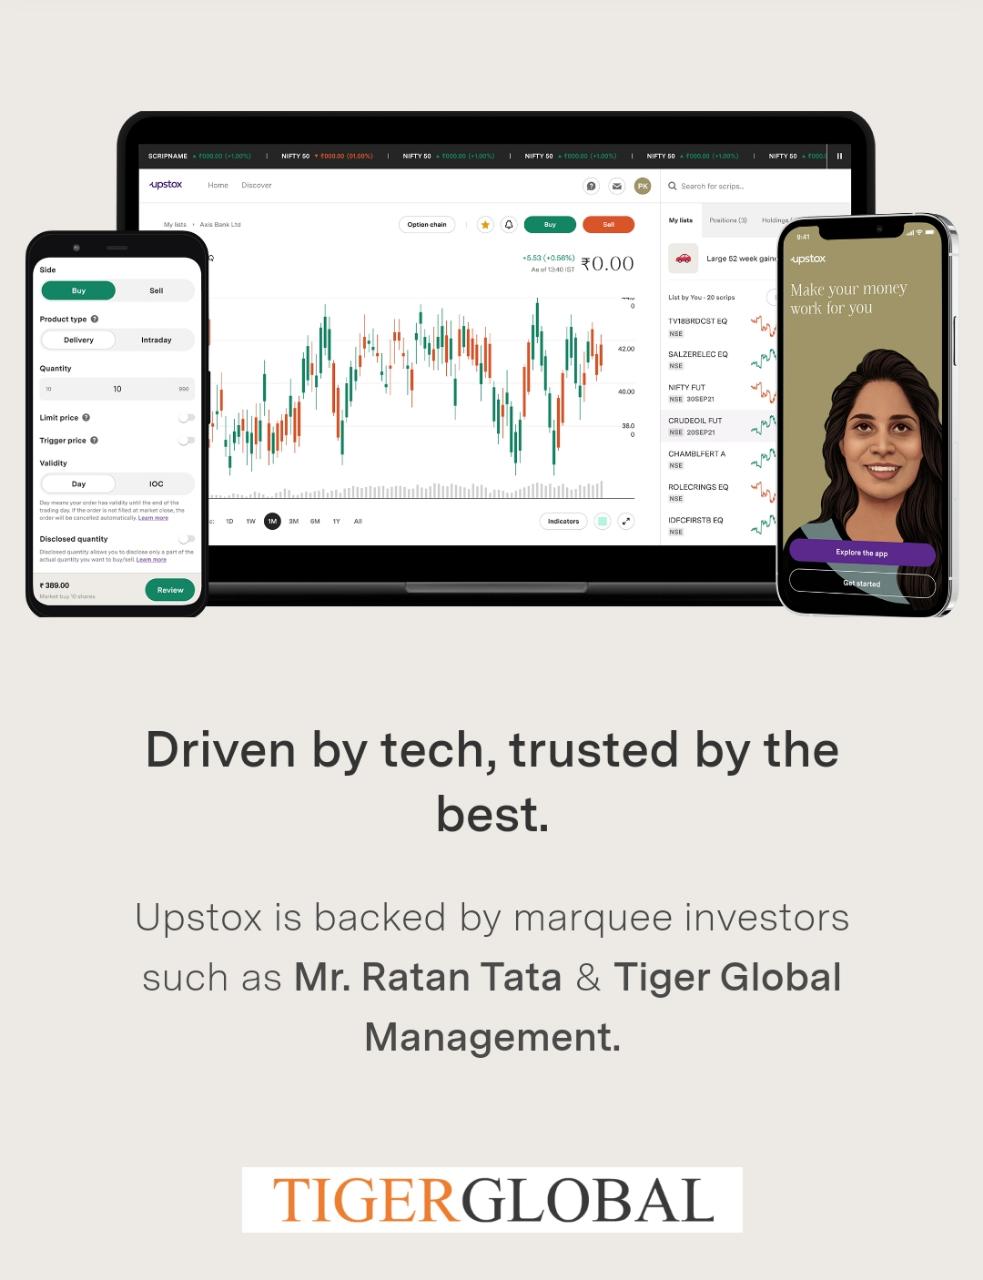 SCRIPNAME ▲ ₹000.00 (+1.00%) | NIFTY 50 ▼ ₹000.00 (01.00%) | NIFTY 50 ▲ ₹000.00 (+1.00%) | NIFTY 50 ▲ ₹000.00 (+1.00%) | NIFTY 50 ▲ ₹000.00 (+1.00%) | NIFTY 50 ▲ ₹000.0
upstox Home Discover PK Search for scrips..
My lists › Axis Bank Ltd Option chain Buy Sell
My lists Positions (3) Holdings
Q +5.53 (+0.56%) ₹0.00
As of 13:40 IST
Large 52 week gain
List by You · 20 scrips
42.00
40.00
38.0
0
TV18BRDCST EQ
NSE
SALZERELEC EQ
NSE
NIFTY FUT
NSE 30SEP21
CRUDEOIL FUT
NSE 20SEP21
CHAMBLFERT A
NSE
ROLECRINGS EQ
NSE
IDFCFIRSTB EQ
NSE
1D 1W 1M 3M 6M 1Y All Indicators
Side
Buy Sell
Product type ?
Delivery Intraday
Quantity
10 10 990
Limit price ?
Trigger price ?
Validity
Day IOC
Day means your order has validity until the end of the
trading day. If the order is not filled at market close, the
order will be cancelled automatically. Learn more
Disclosed quantity
Disclosed quantity allows you to disclose only a part of the
actual quantity you want to buy/sell. Learn more
₹ 389.00
Market buy 10 shares
Review
9:41
upstox
Make your money
work for you
Explore the app
Get started
Driven by tech, trusted by the
best.
Upstox is backed by marquee investors
such as Mr. Ratan Tata & Tiger Global
Management.
TIGERGLOBAL